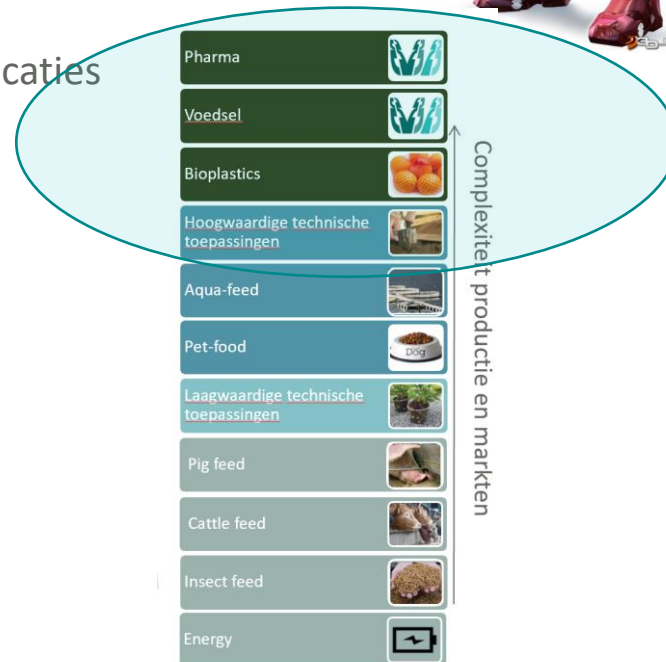 caties
Pharma
Voedsel
Bioplastics
Hoogwaardige technische
toepassingen
Aqua-feed
Pet-food
DOG
Laagwaardige technische
toepassingen
Pig feed
Cattle feed
Insect feed
Energy
Complexiteit productie en markten